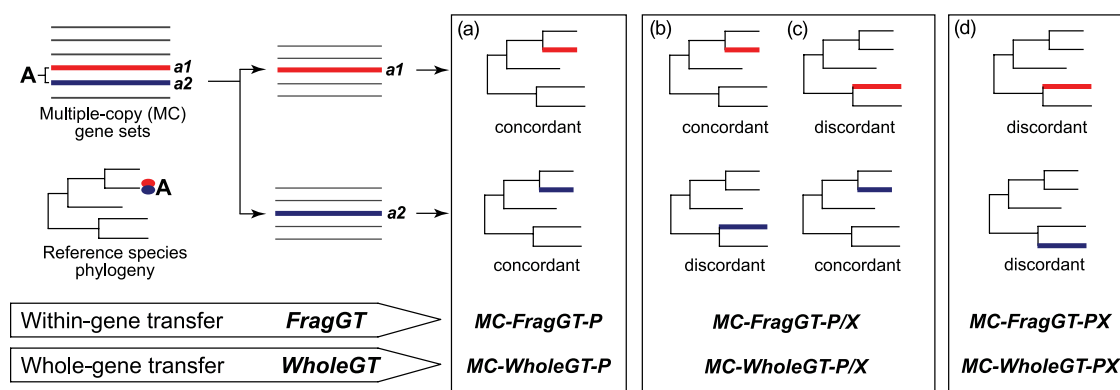 (a)
(b)
(c)
(d)
A
a1
a2
a1
Multiple-copy (MC)
gene sets
concordant
concordant
discordant
discordant
A
Reference species
phylogeny
a2
concordant
discordant
concordant
discordant
Within-gene transfer FragGT
MC-FragGT-P
MC-FragGT-P/X
MC-FragGT-PX
Whole-gene transfer WholeGT
MC-WholeGT-P
MC-WholeGT-P/X
MC-WholeGT-PX